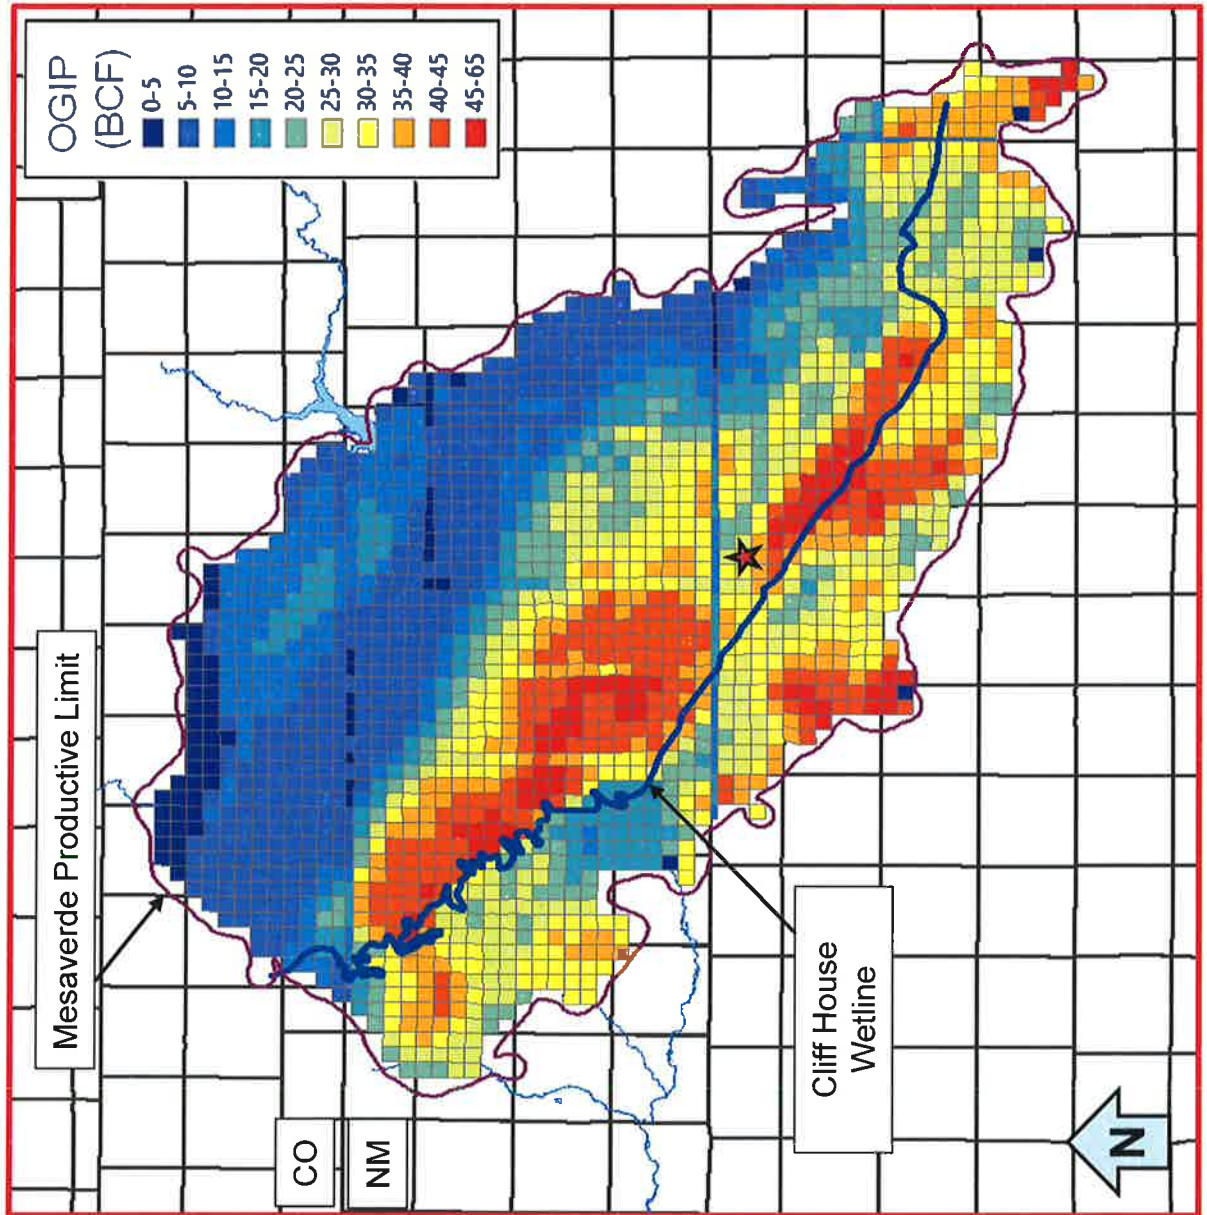 OGIP
(BCF)
0-5
5-10
10-15
15-20
20-25
25-30
30-35
35-40
40-45
45-65
Mesaverde Productive Limit
CO
NM
Cliff House
Wetline
N